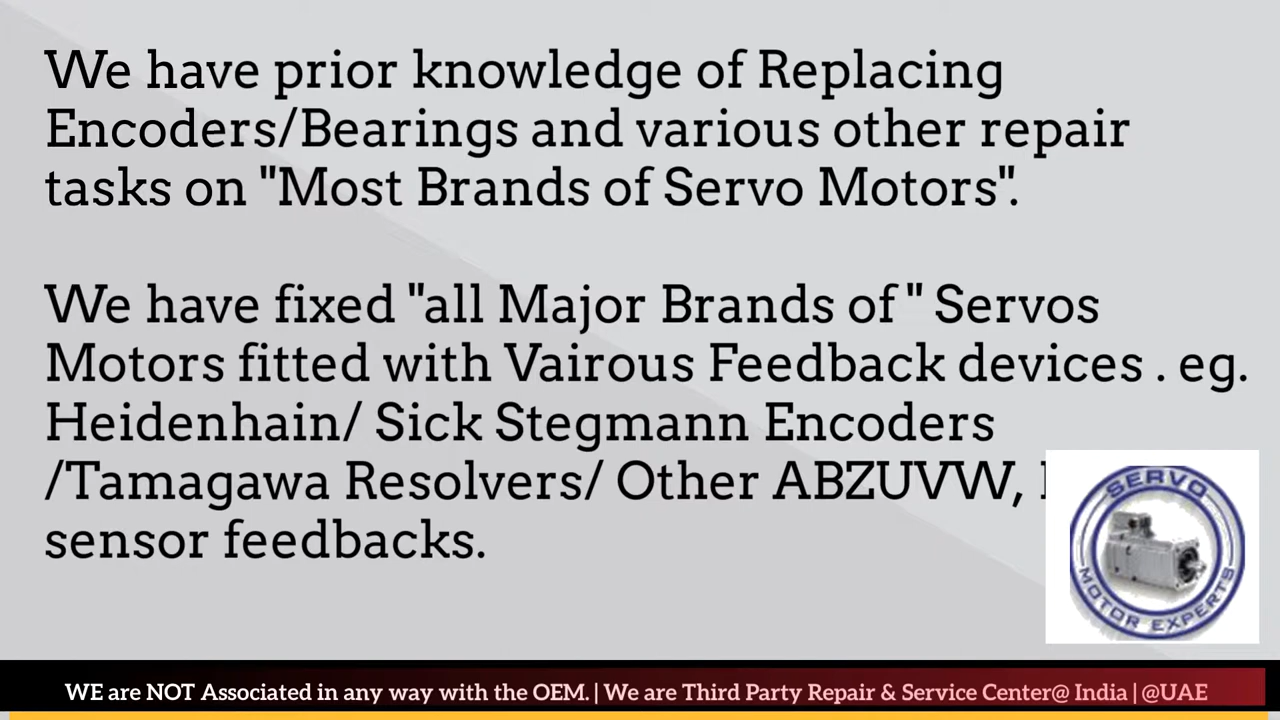 We have prior knowledge of Replacing
Encoders/Bearings and various other repair
tasks on "Most Brands of Servo Motors".
We have fixed "all Major Brands of " Servos
Motors fitted with Vairous Feedback devices . eg.
Heidenhain/ Sick Stegmann Encoders
/Tamagawa Resolvers/ Other ABZUVW,
sensor feedbacks.
SERVO
MOTOR EXPERTS
WE are NOT Associated in any way with the OEM. | We are Third Party Repair & Service Center@ India | @UAE